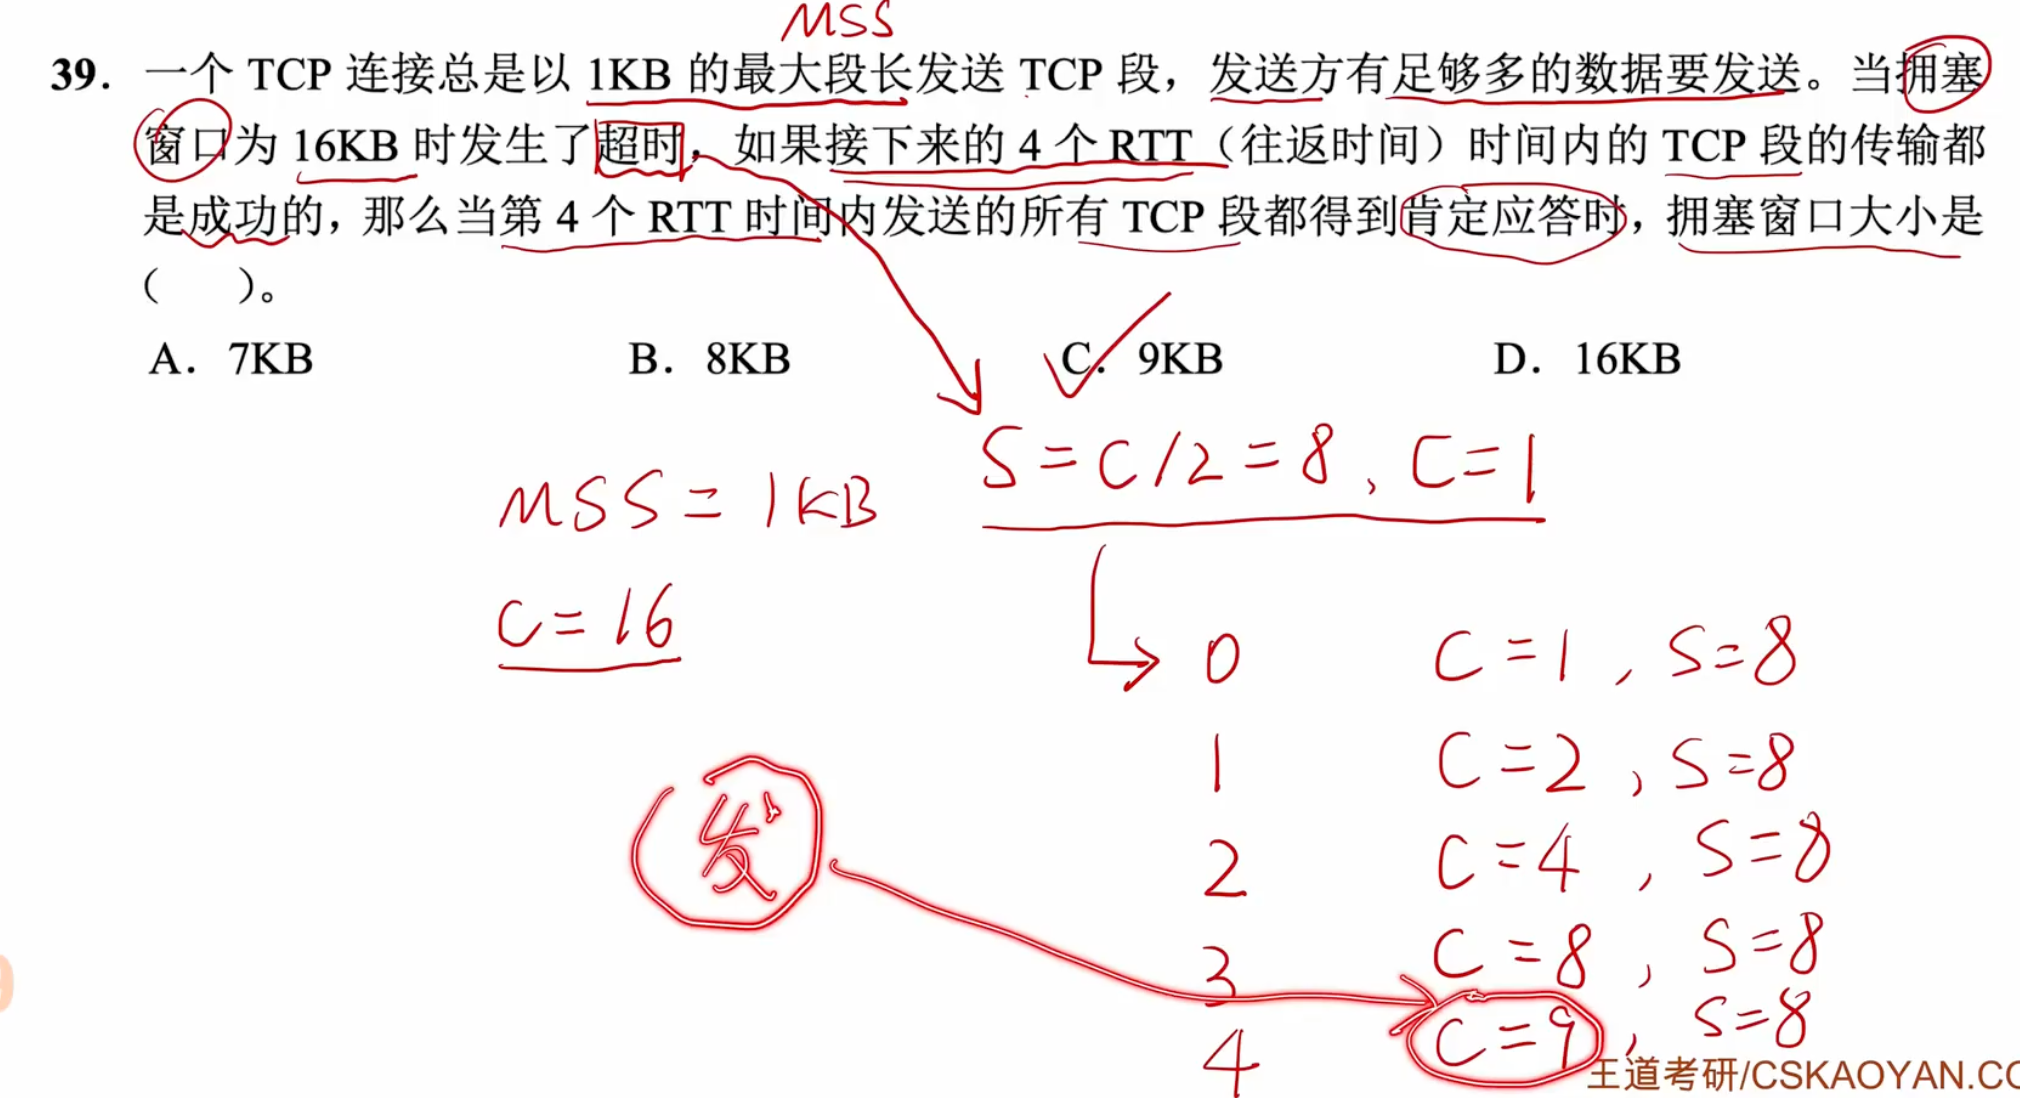 MSS
39. 一个 TCP 连接总是以 1KB 的最大段长发送 TCP 段，发送方有足够多的数据要发送。当拥塞
窗口为 16KB 时发生了超时，如果接下来的 4 个 RTT（往返时间）时间内的 TCP 段的传输都
是成功的，那么当第 4 个 RTT 时间内发送的所有 TCP 段都得到肯定应答时，拥塞窗口大小是
（ ）。
A. 7KB B. 8KB C. 9KB D. 16KB
S=C/2=8, C=1
MSS=1KB
C=16
0 C=1, S=8
1 C=2, S=8
发
2 C=4, S=8
3 C=8, S=8
4 C=9, S=8
王道考研/CSKAOYAN.CO